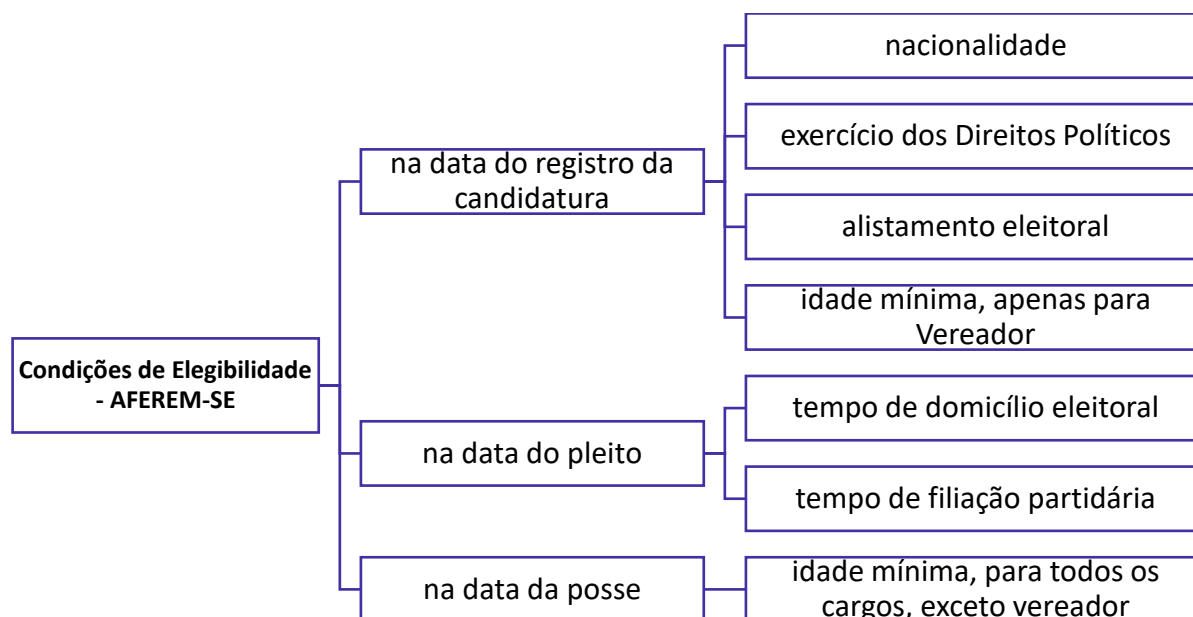 Condições de Elegibilidade
- AFEREM-SE
na data do registro da
candidatura
nacionalidade
exercício dos Direitos Políticos
alistamento eleitoral
idade mínima, apenas para
Vereador
na data do pleito
tempo de domicílio eleitoral
tempo de filiação partidária
na data da posse
idade mínima, para todos os
cargos, exceto vereador